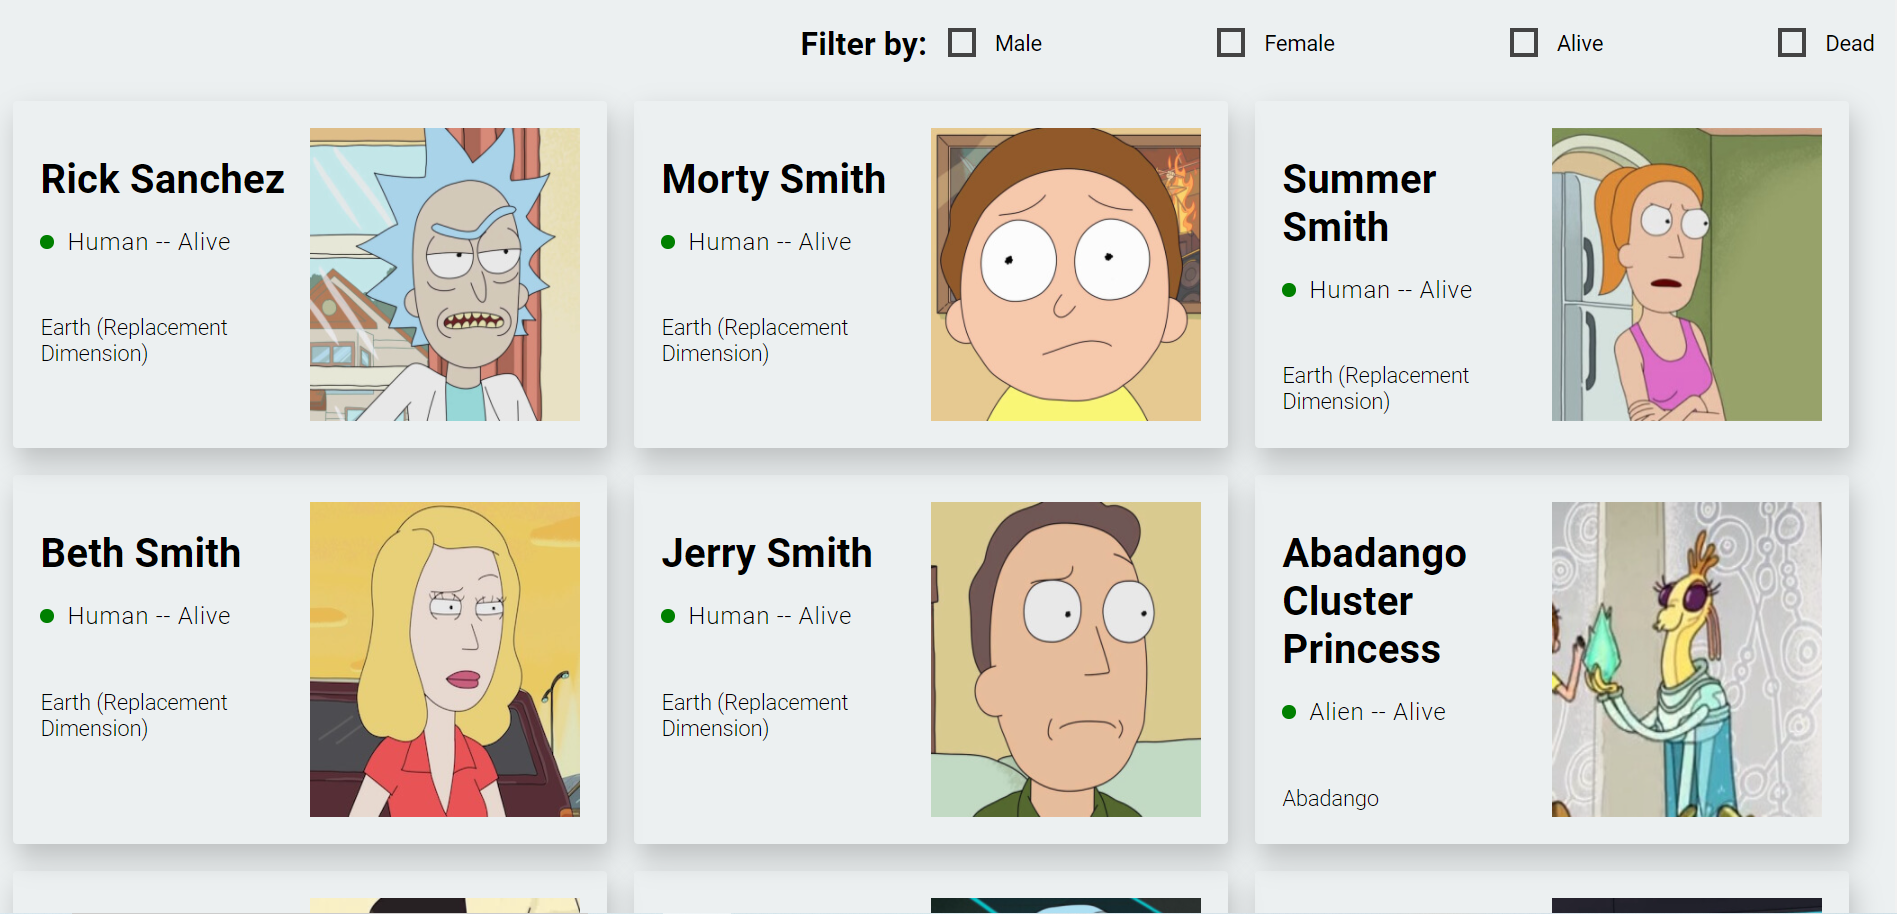 Filter by: Male Female Alive Dead
Rick Sanchez
Human -- Alive
Earth (Replacement
Dimension)
Morty Smith
Human -- Alive
Earth (Replacement
Dimension)
Summer
Smith
Human -- Alive
Earth (Replacement
Dimension)
Beth Smith
Human -- Alive
Earth (Replacement
Dimension)
Jerry Smith
Human -- Alive
Earth (Replacement
Dimension)
Abadango
Cluster
Princess
Alien -- Alive
Abadango